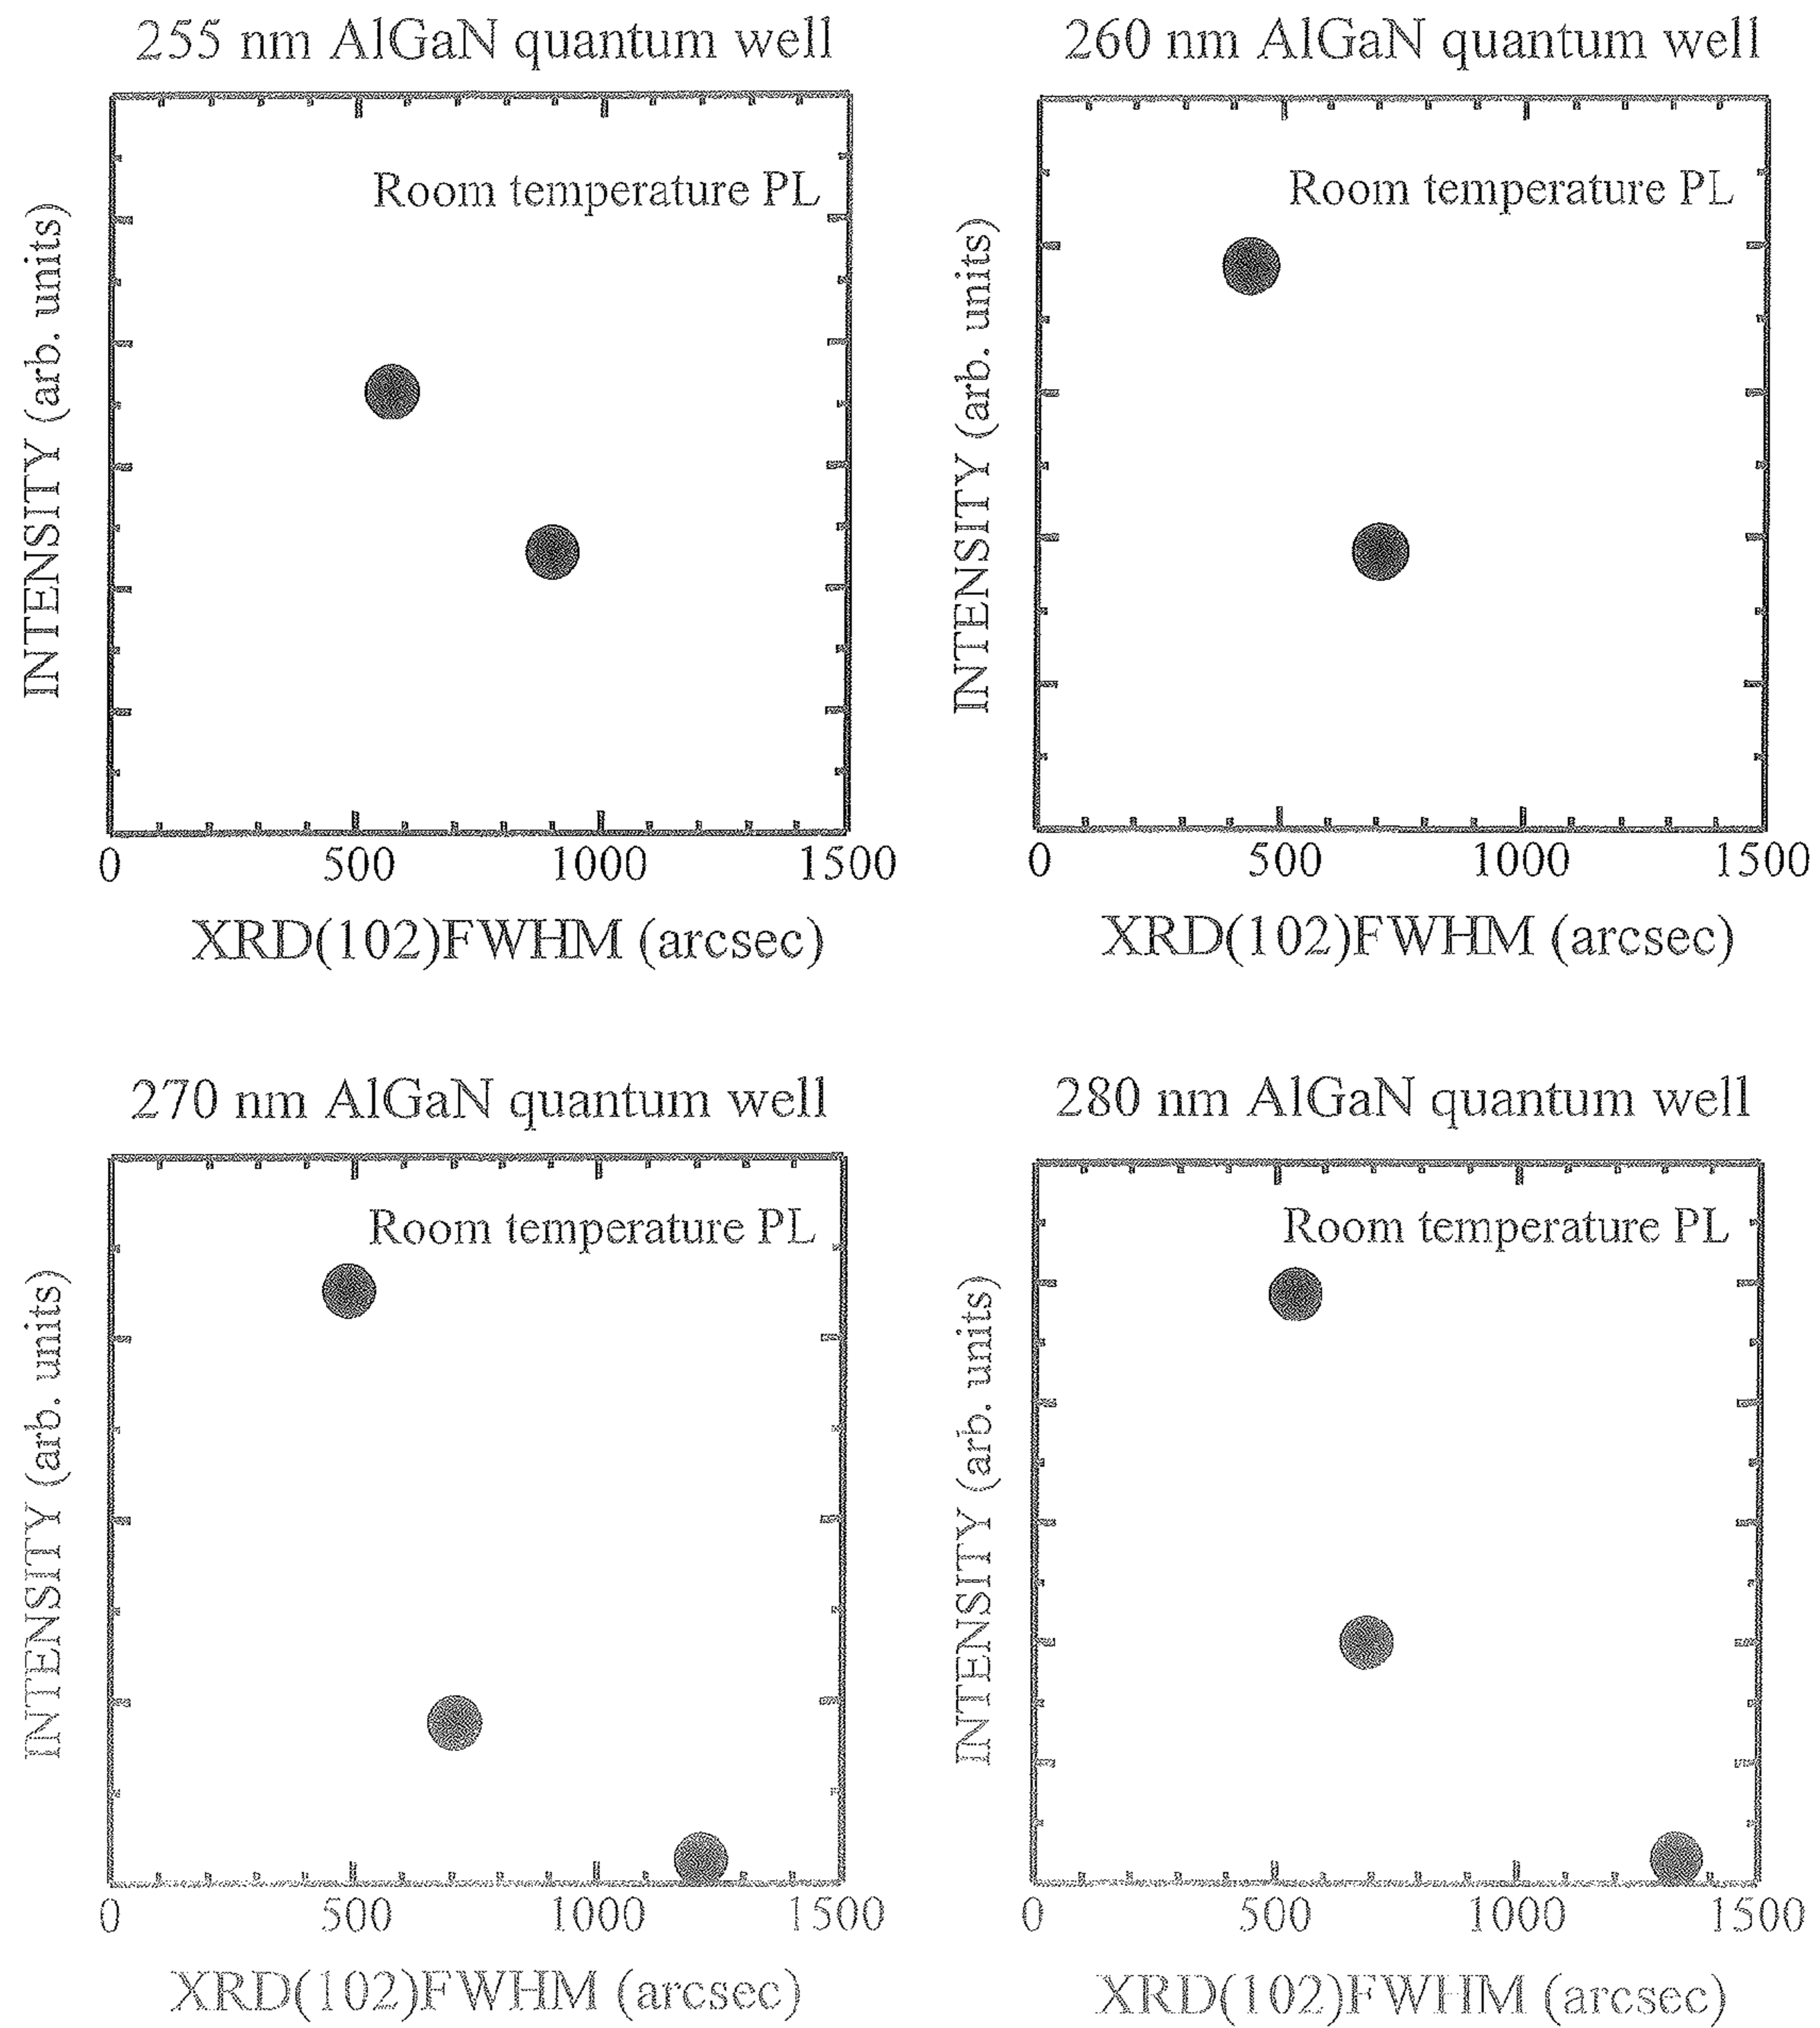 255 nm AlGaN quantum well
Room temperature PL
INTENSITY (arb. units)
0 500 1000 1500
XRD(102)FWHM (arcsec)
260 nm AlGaN quantum well
Room temperature PL
INTENSITY (arb. units)
0 500 1000 1500
XRD(102)FWHM (arcsec)
270 nm AlGaN quantum well
Room temperature PL
INTENSITY (arb. units)
0 500 1000 1500
XRD(102)FWHM (arcsec)
280 nm AlGaN quantum well
Room temperature PL
INTENSITY (arb. units)
0 500 1000 1500
XRD(102)FWHM (arcsec)